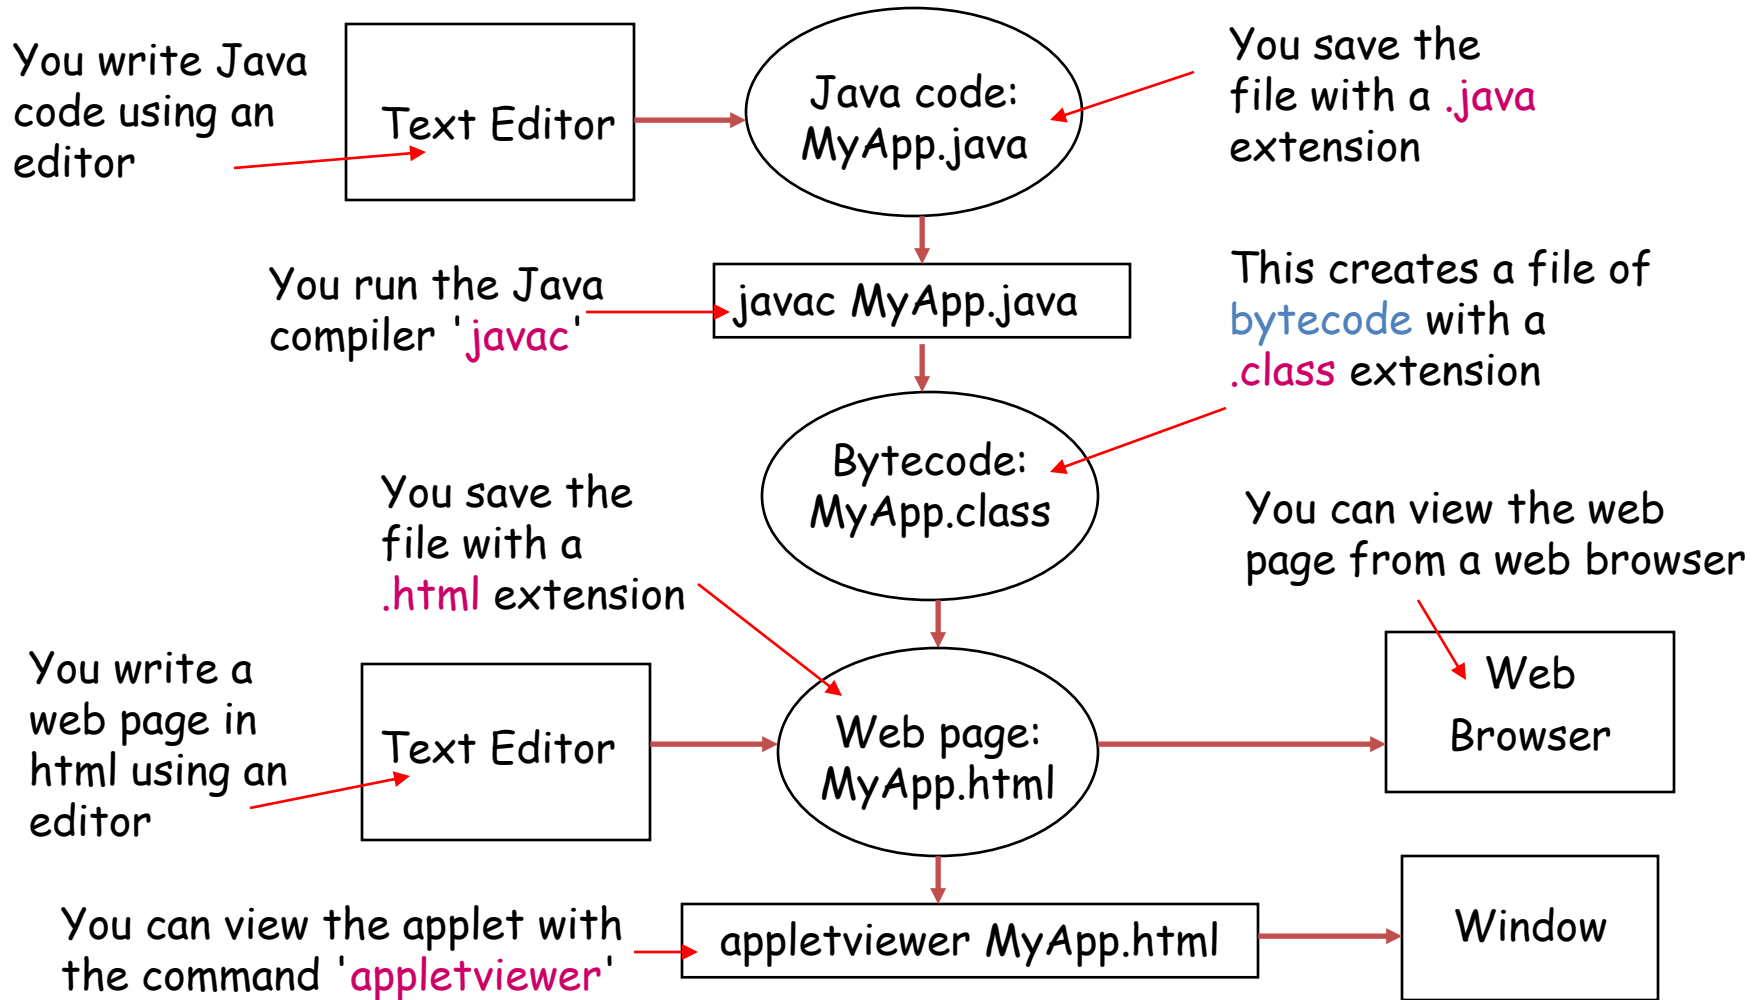 You write Java
code using an
editor
Text Editor
Java code:
MyApp.java
You save the
file with a .java
extension
You run the Java
compiler 'javac'
javac MyApp.java
This creates a file of
bytecode with a
.class extension
Bytecode:
MyApp.class
You save the
file with a
.html extension
You can view the web
page from a web browser
You write a
web page in
html using an
editor
Text Editor
Web page:
MyApp.html
Web
Browser
You can view the applet with
the command 'appletviewer'
appletviewer MyApp.html
Window